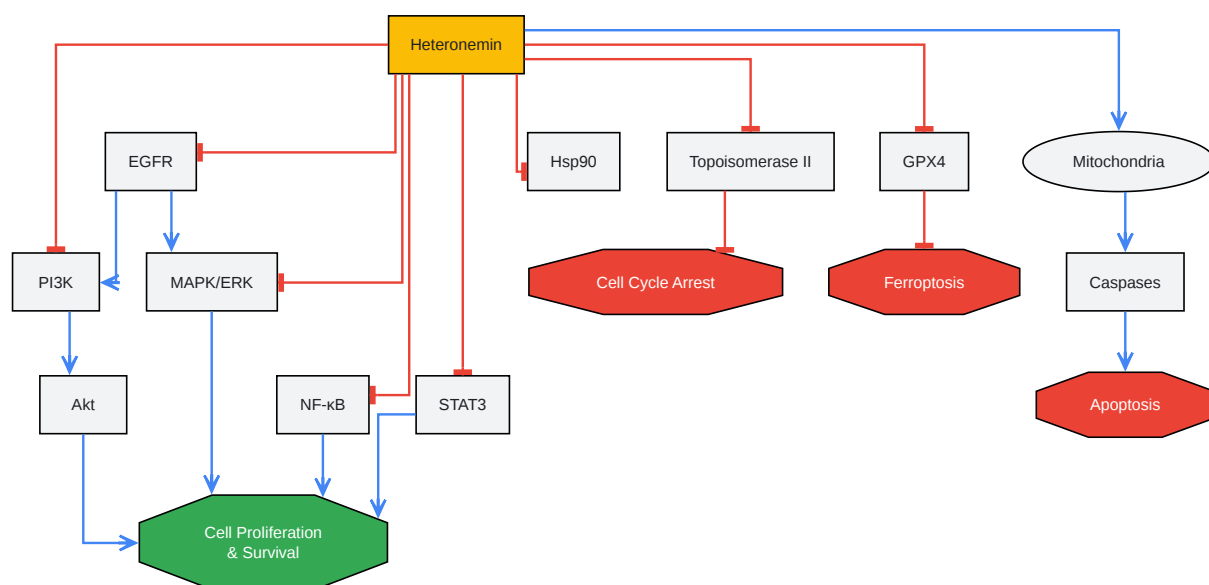 Heteronemin
EGFR
Hsp90
Topoisomerase II
GPX4
Mitochondria
PI3K
MAPK/ERK
Cell Cycle Arrest
Ferroptosis
Caspases
Akt
NF-κB
STAT3
Apoptosis
Cell Proliferation
& Survival